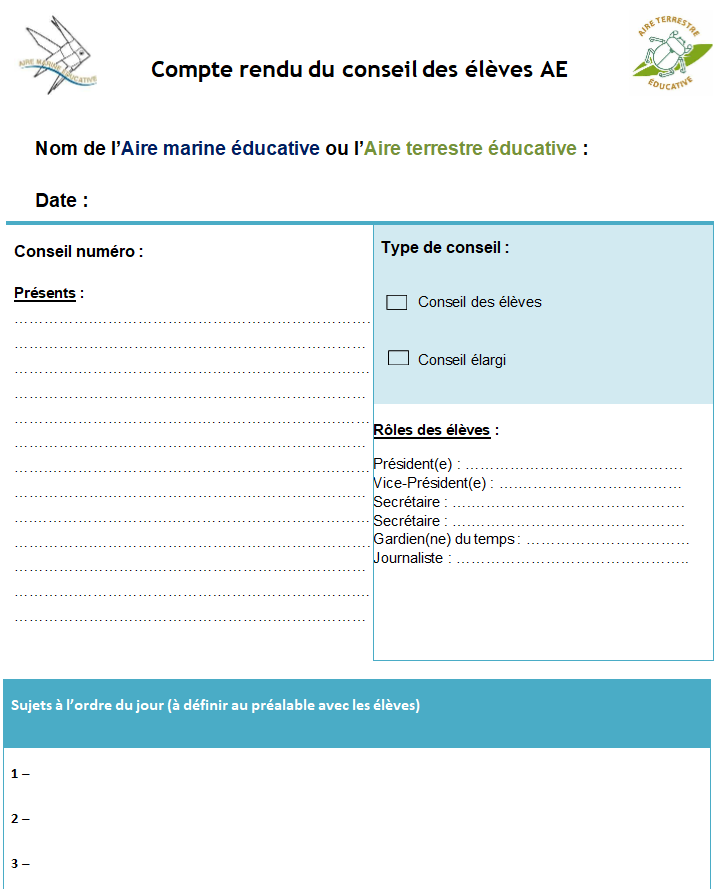 AIRE MARINE EDUCATIVE
AIRE TERRESTRE
EDUCATIVE
Compte rendu du conseil des élèves AE
Nom de l'Aire marine éducative ou l'Aire terrestre éducative :
Date :
Conseil numéro :
Présents :
Type de conseil :
Conseil des élèves
Conseil élargi
Rôles des élèves :
Président(e) : ……………………………………
Vice-Président(e) : ………………………………
Secrétaire : ………………………………………
Secrétaire : ………………………………………
Gardien(ne) du temps : ……………………………
Journaliste : ………………………………………
Sujets à l'ordre du jour (à définir au préalable avec les élèves)
1 –
2 –
3 –